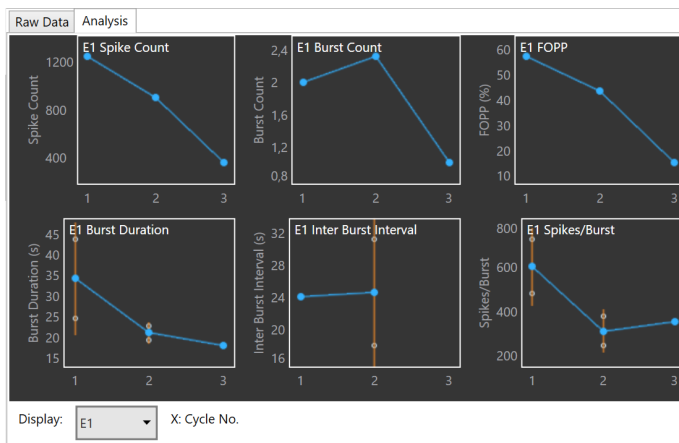 Raw Data Analysis
E1 Spike Count
Spike Count
1200
800
400
1 2 3
E1 Burst Count
Burst Count
2,4
2
1,6
1,2
0,8
1 2 3
E1 FOPP
FOPP (%)
60
50
40
30
20
10
1 2 3
E1 Burst Duration
Burst Duration (s)
45
40
35
30
25
20
15
1 2 3
E1 Inter Burst Interval
Inter Burst Interval (s)
32
28
24
20
16
1 2 3
E1 Spikes/Burst
Spikes/Burst
800
600
400
200
1 2 3
Display: E1 X: Cycle No.